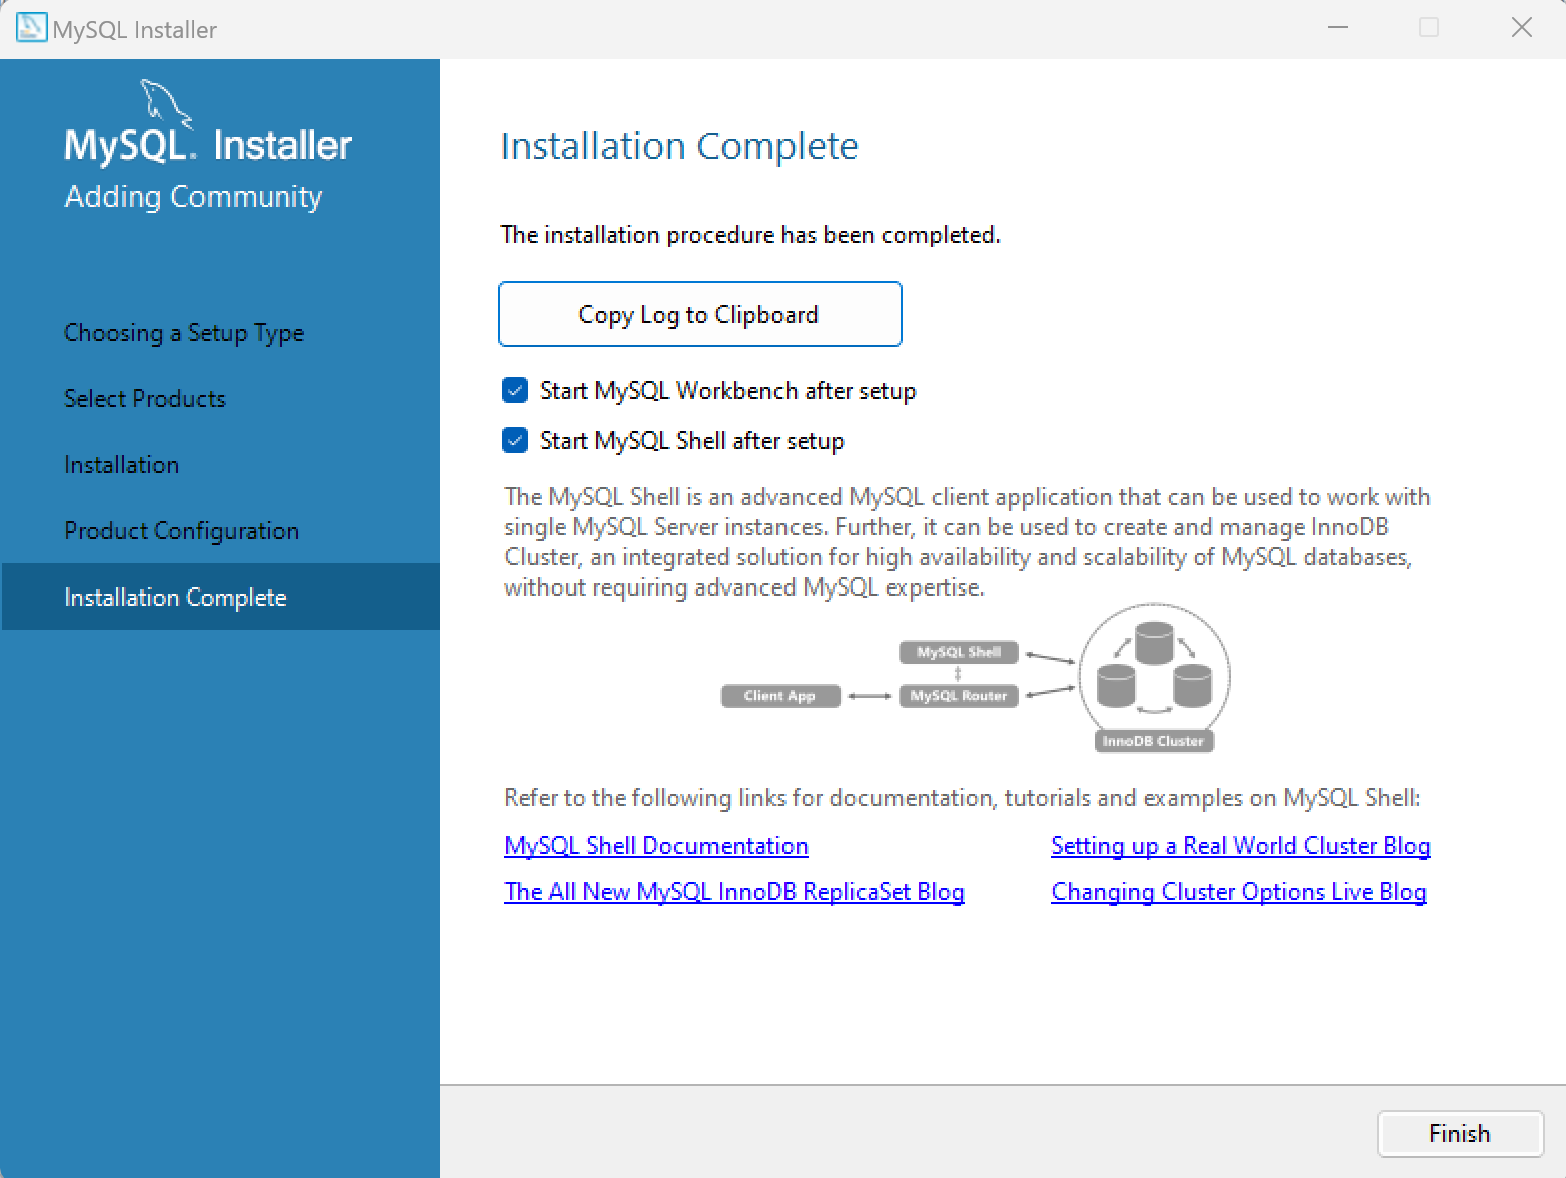 MySQL Installer
MySQL. Installer
Adding Community
Choosing a Setup Type
Select Products
Installation
Product Configuration
Installation Complete
Installation Complete
The installation procedure has been completed.
Copy Log to Clipboard
Start MySQL Workbench after setup
Start MySQL Shell after setup
The MySQL Shell is an advanced MySQL client application that can be used to work with
single MySQL Server instances. Further, it can be used to create and manage InnoDB
Cluster, an integrated solution for high availability and scalability of MySQL databases,
without requiring advanced MySQL expertise.
MySQL Shell
Client App
MySQL Router
InnoDB Cluster
Refer to the following links for documentation, tutorials and examples on MySQL Shell:
MySQL Shell Documentation
Setting up a Real World Cluster Blog
The All New MySQL InnoDB ReplicaSet Blog
Changing Cluster Options Live Blog
Finish